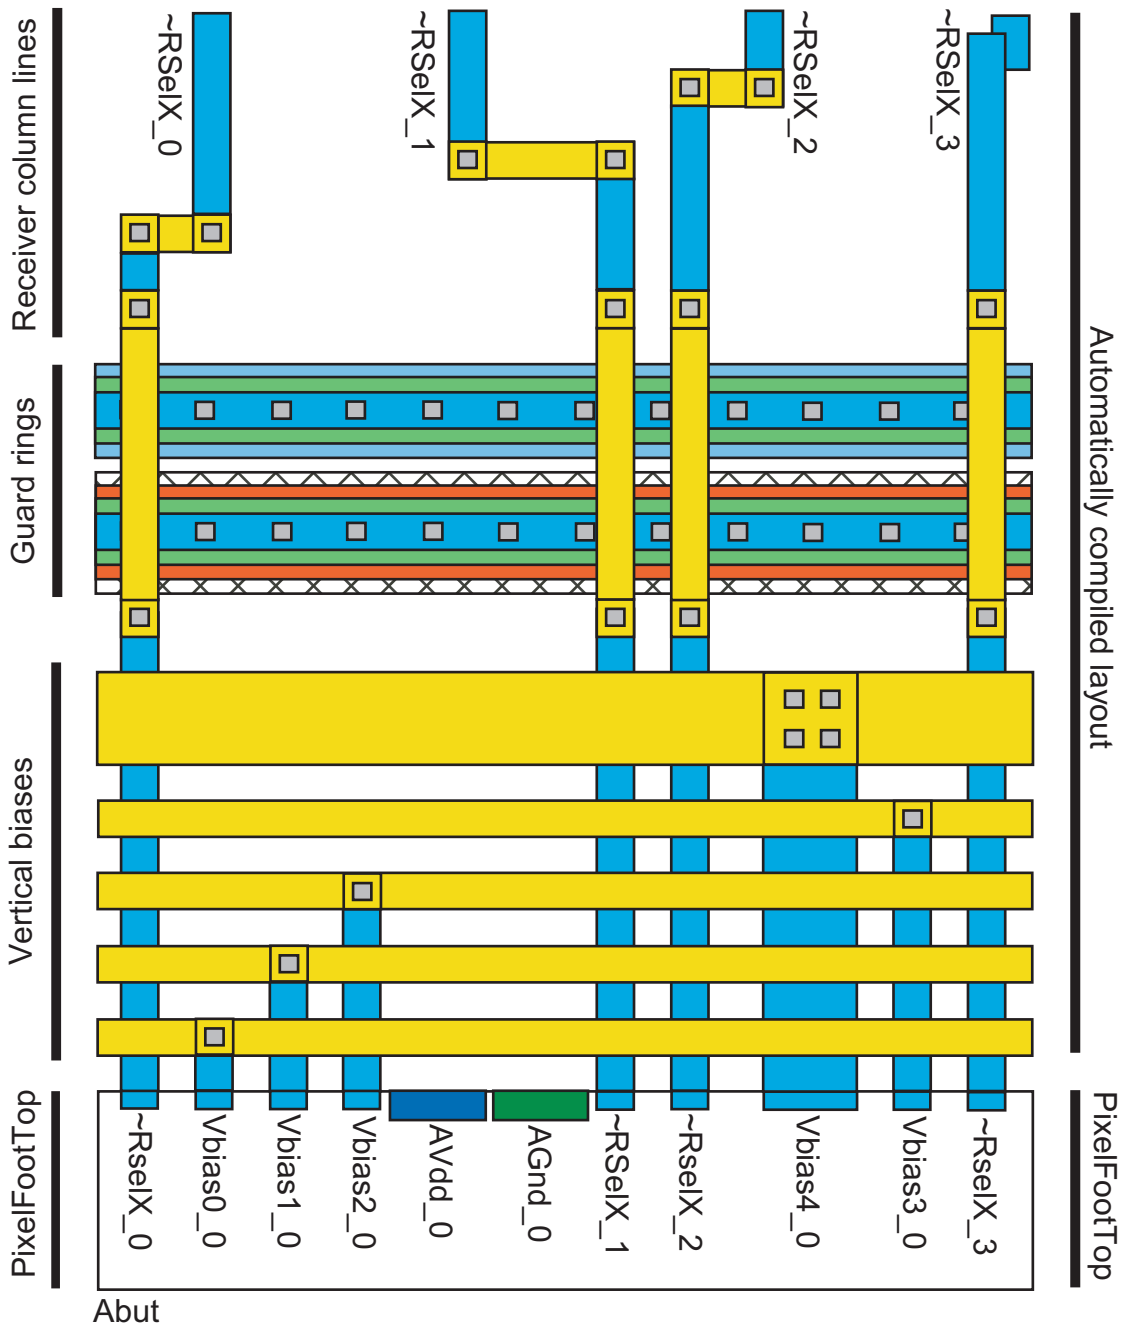 Receiver column lines
~RSelX_0
~RSelX_1
~RSelX_2
~RSelX_3
Guard rings
Automatically compiled layout
Vertical biases
PixelFootTop
~RselX_0
Vbias0_0
Vbias1_0
Vbias2_0
AVdd_0
AGnd_0
~RSelX_1
~RselX_2
Vbias4_0
Vbias3_0
~RselX_3
PixelFootTop
Abut